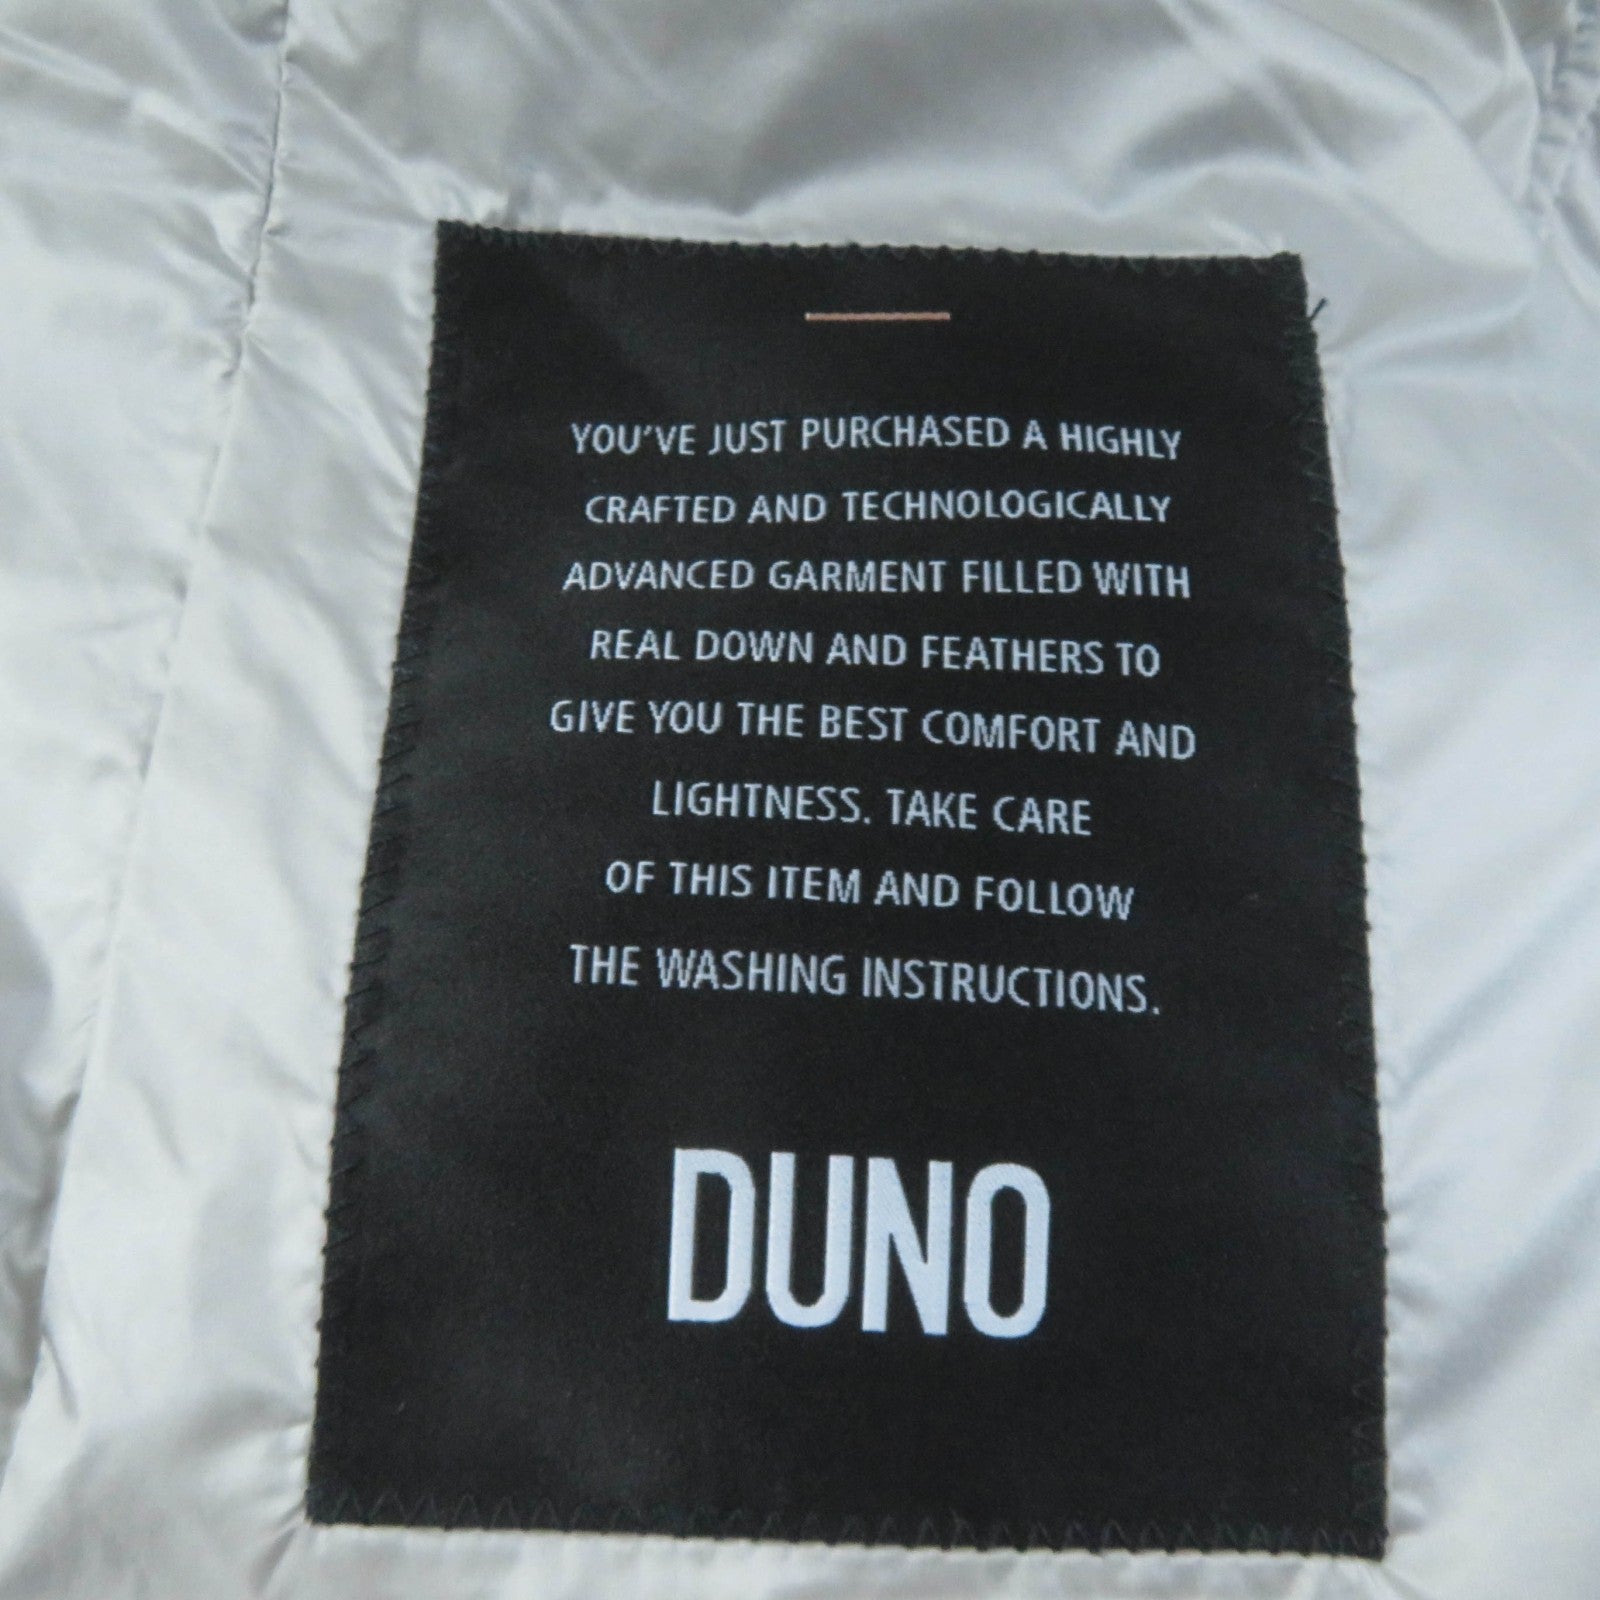 YOU'VE JUST PURCHASED A HIGHLY
CRAFTED AND TECHNOLOGICALLY
ADVANCED GARMENT FILLED WITH
REAL DOWN AND FEATHERS TO
GIVE YOU THE BEST COMFORT AND
LIGHTNESS. TAKE CARE
OF THIS ITEM AND FOLLOW
THE WASHING INSTRUCTIONS.
DUNO